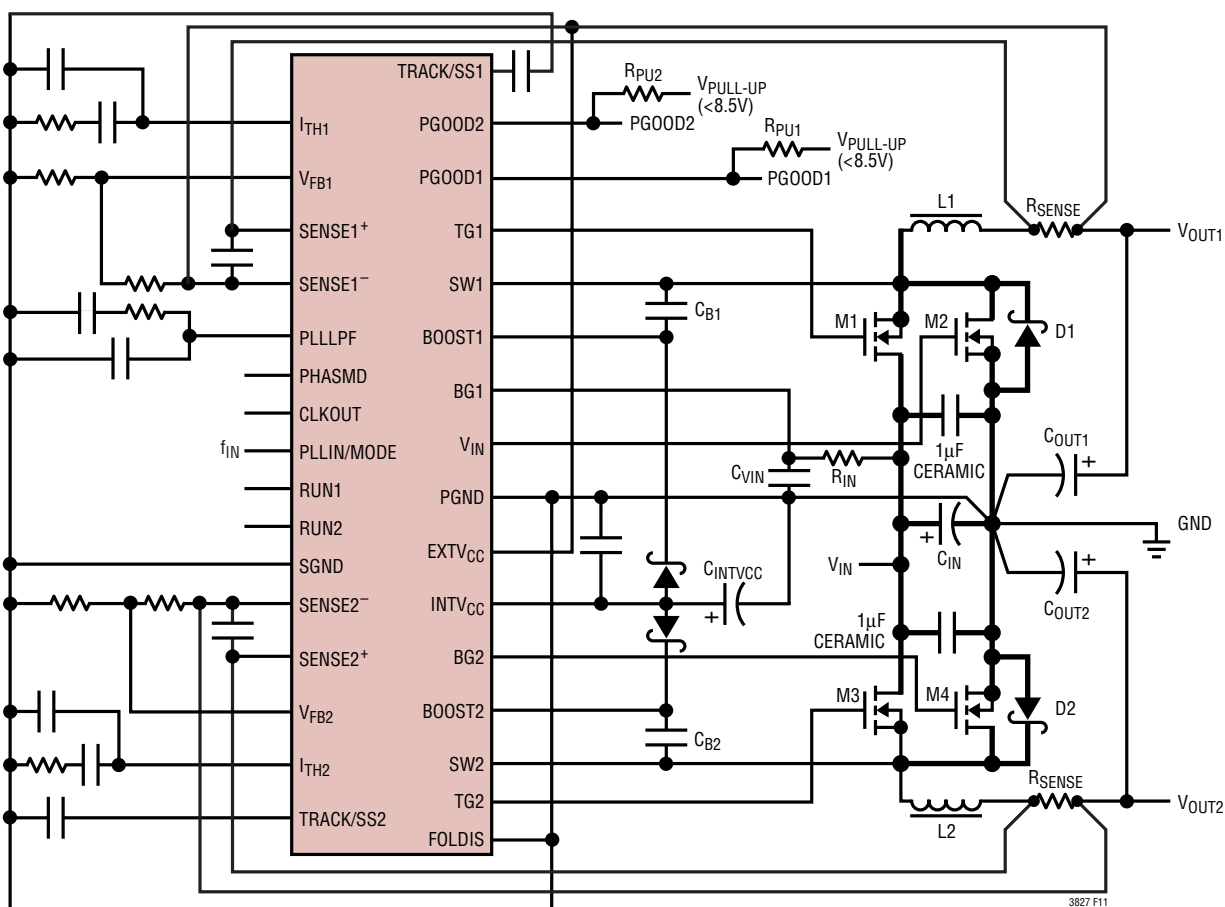 TRACK/SS1
RPU2
VPULL-UP
(<8.5V)
PGOOD2
PGOOD2
RPU1
VPULL-UP
(<8.5V)
PGOOD1
PGOOD1
ITH1
VFB1
SENSE1+
SENSE1–
PLLLPF
PHASMD
CLKOUT
fIN
PLLIN/MODE
RUN1
RUN2
SGND
SENSE2–
SENSE2+
VFB2
ITH2
TRACK/SS2
TG1
SW1
BOOST1
BG1
VIN
PGND
EXTVCC
INTVCC
BG2
BOOST2
SW2
TG2
FOLDIS
CB1
CVIN
RIN
CINTVCC
CB2
L1
RSENSE
VOUT1
M1
M2
D1
1μF
CERAMIC
COUT1
+
GND
+
CIN
VIN
+
+
COUT2
1μF
CERAMIC
M3
M4
D2
RSENSE
VOUT2
L2
3827 F11